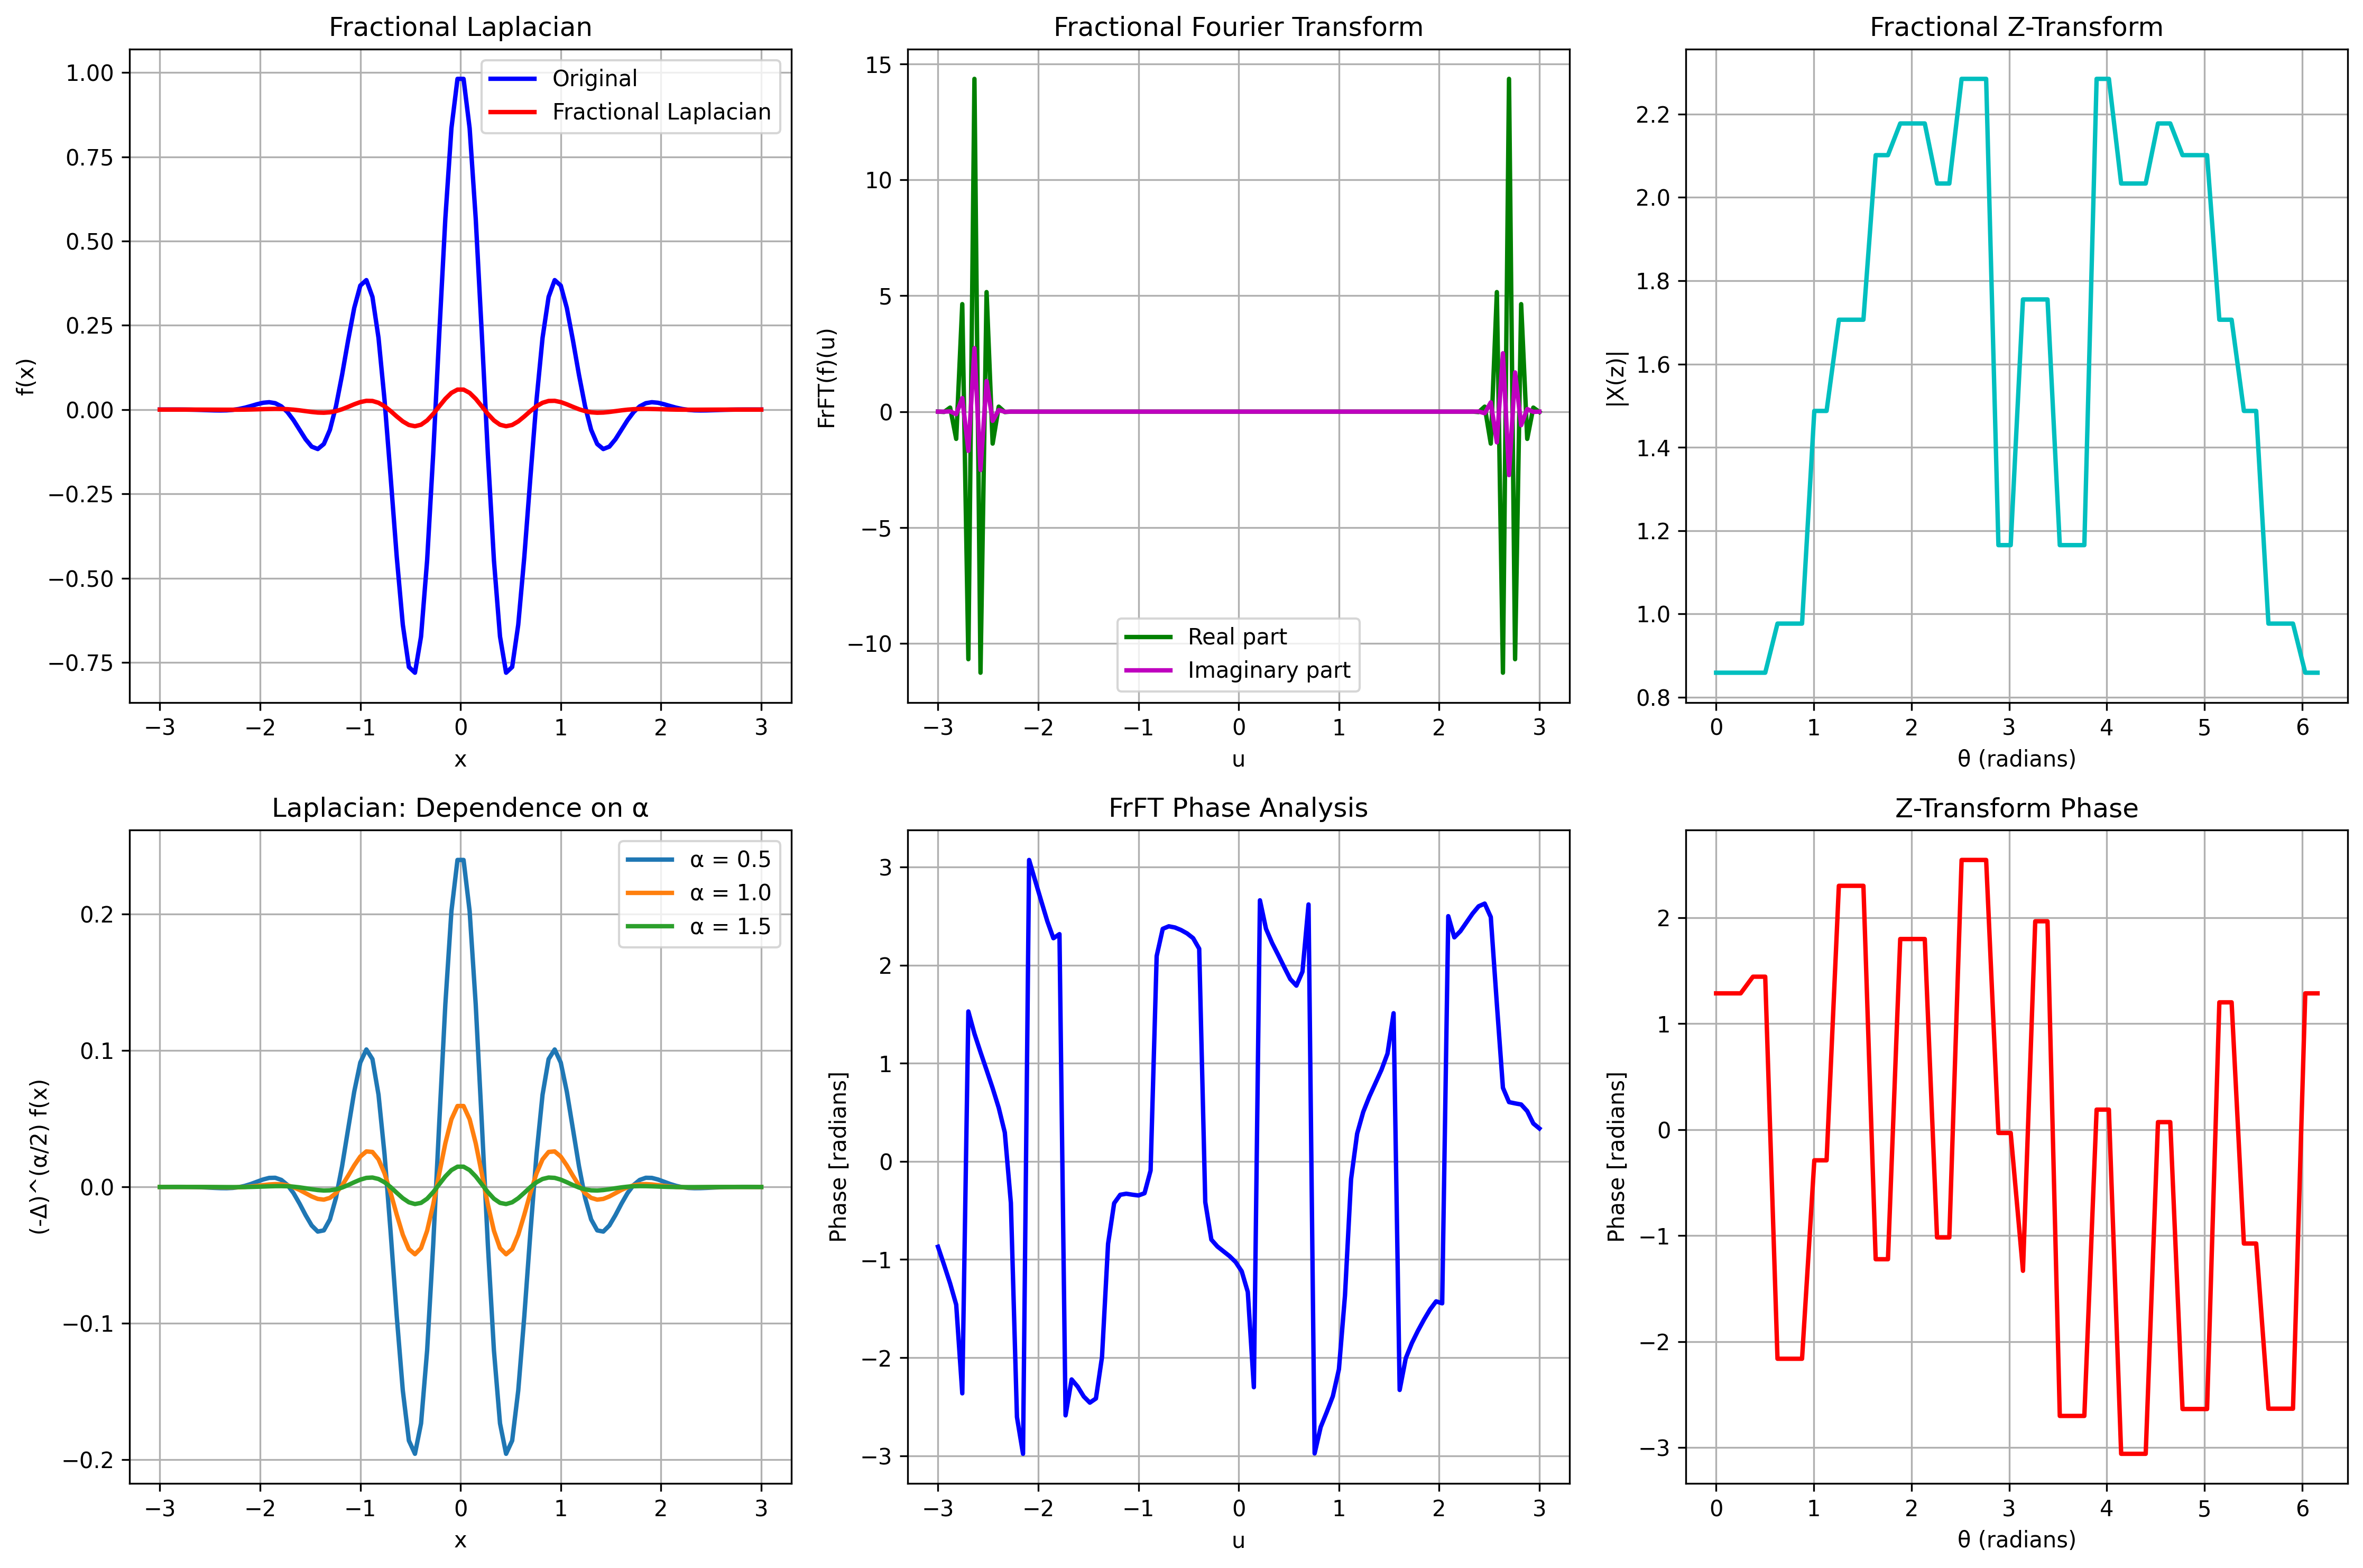 Fractional Laplacian
1.00
0.75
0.50
0.25
0.00
−0.25
−0.50
−0.75
f(x)
Original
Fractional Laplacian
−3 −2 −1 0 1 2 3
x
Fractional Fourier Transform
15
10
5
0
−5
−10
FrFT(f)(u)
Real part
Imaginary part
−3 −2 −1 0 1 2 3
u
Fractional Z-Transform
2.2
2.0
1.8
1.6
1.4
1.2
1.0
0.8
|X(z)|
0 1 2 3 4 5 6
θ (radians)
Laplacian: Dependence on α
0.2
0.1
0.0
−0.1
−0.2
(-Δ)^(α/2) f(x)
α = 0.5
α = 1.0
α = 1.5
−3 −2 −1 0 1 2 3
x
FrFT Phase Analysis
3
2
1
0
−1
−2
−3
Phase [radians]
−3 −2 −1 0 1 2 3
u
Z-Transform Phase
2
1
0
−1
−2
−3
Phase [radians]
0 1 2 3 4 5 6
θ (radians)